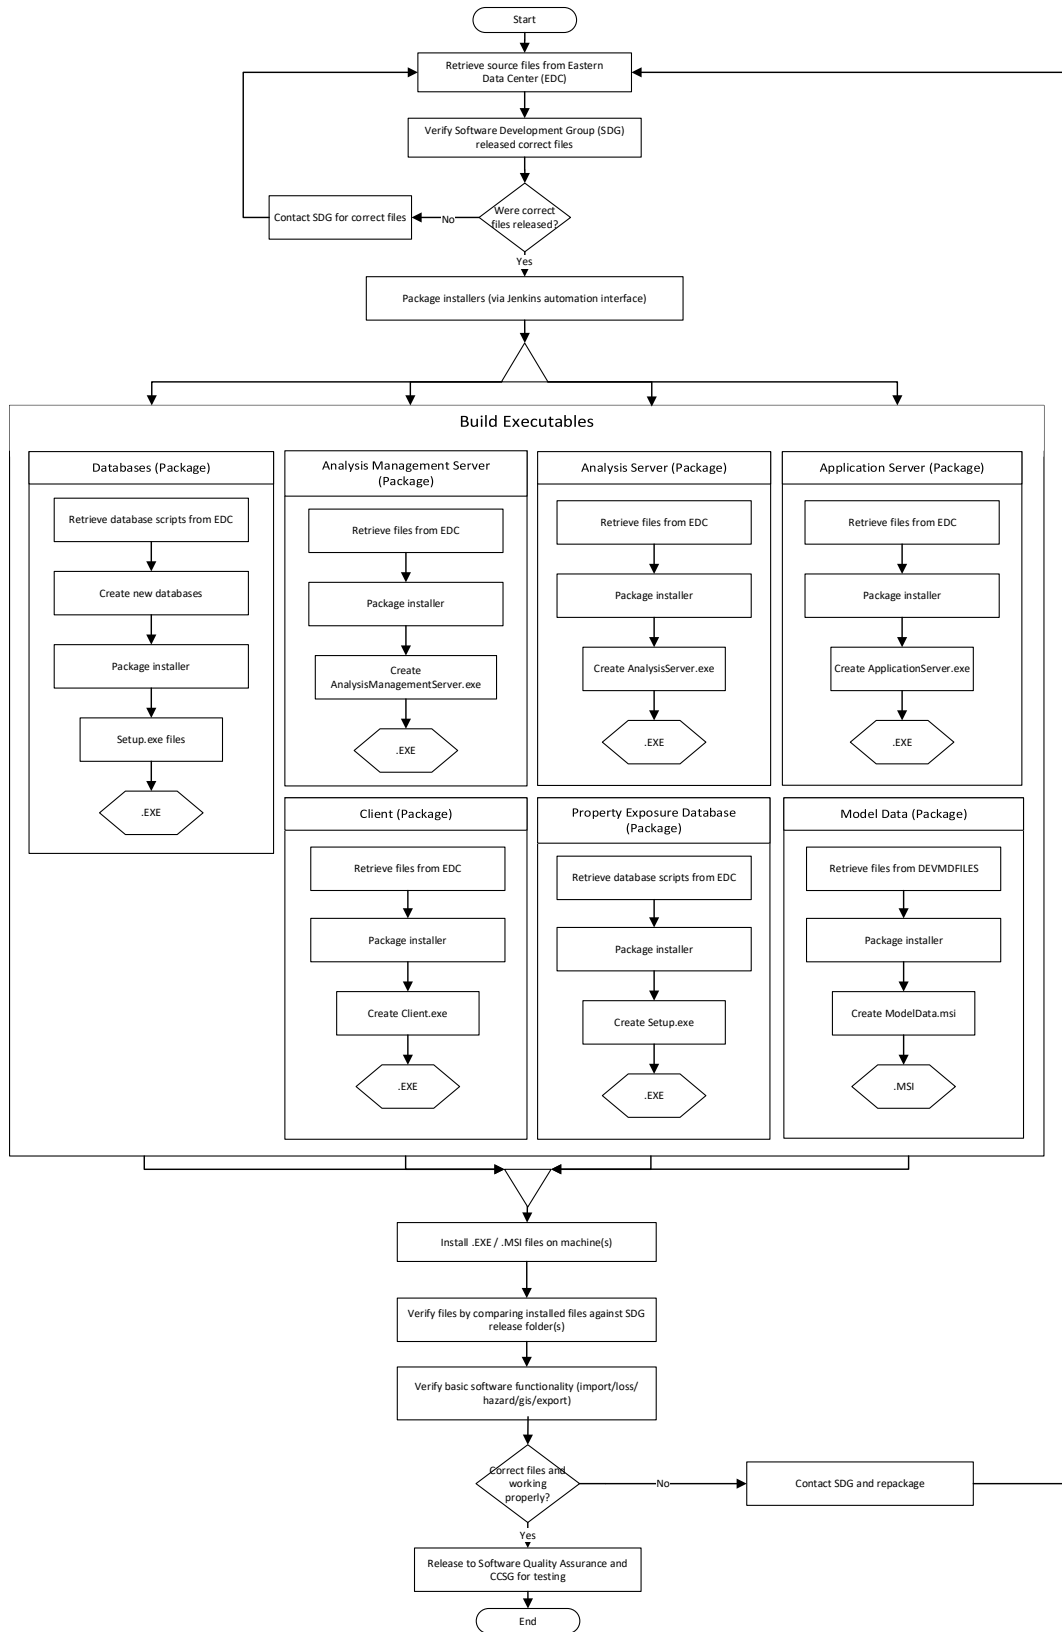 Start
Retrieve source files from Eastern
Data Center (EDC)
Verify Software Development Group (SDG)
released correct files
Were correct
files released?
No
Contact SDG for correct files
Yes
Package installers (via Jenkins automation interface)
Build Executables
Databases (Package)
Retrieve database scripts from EDC
Create new databases
Package installer
Setup.exe files
.EXE
Analysis Management Server
(Package)
Retrieve files from EDC
Package installer
Create
AnalysisManagementServer.exe
.EXE
Analysis Server (Package)
Retrieve files from EDC
Package installer
Create AnalysisServer.exe
.EXE
Application Server (Package)
Retrieve files from EDC
Package installer
Create ApplicationServer.exe
.EXE
Client (Package)
Retrieve files from EDC
Package installer
Create Client.exe
.EXE
Property Exposure Database
(Package)
Retrieve database scripts from EDC
Package installer
Create Setup.exe
.EXE
Model Data (Package)
Retrieve files from DEVMDFILES
Package installer
Create ModelData.msi
.MSI
Install .EXE / .MSI files on machine(s)
Verify files by comparing installed files against SDG
release folder(s)
Verify basic software functionality (import/loss/
hazard/gis/export)
Correct files and
working
properly?
No
Contact SDG and repackage
Yes
Release to Software Quality Assurance and
CCSG for testing
End